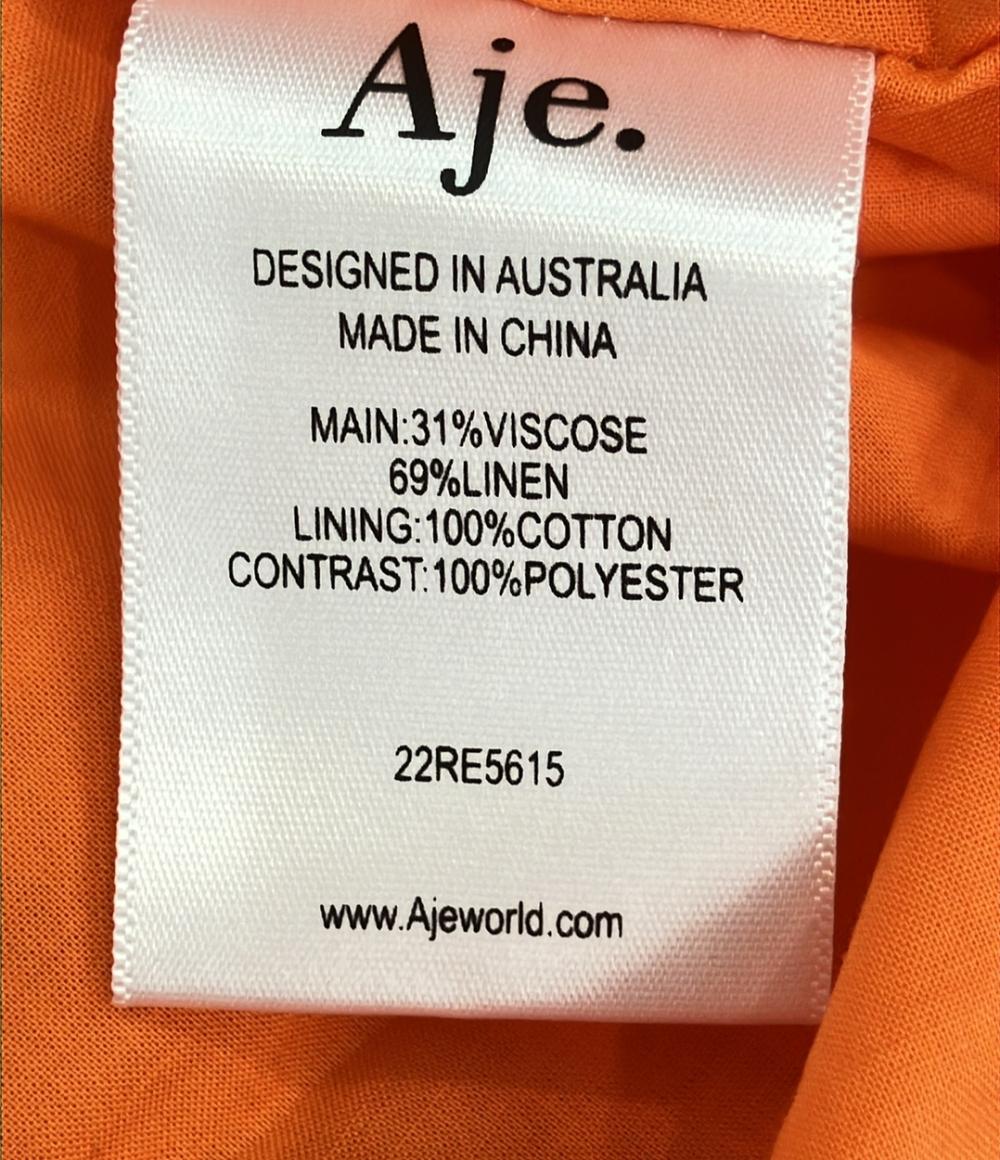 Aje.
DESIGNED IN AUSTRALIA
MADE IN CHINA
MAIN:31%VISCOSE
69%LINEN
LINING:100%COTTON
CONTRAST:100%POLYESTER
22RE5615
www.Ajeworld.com